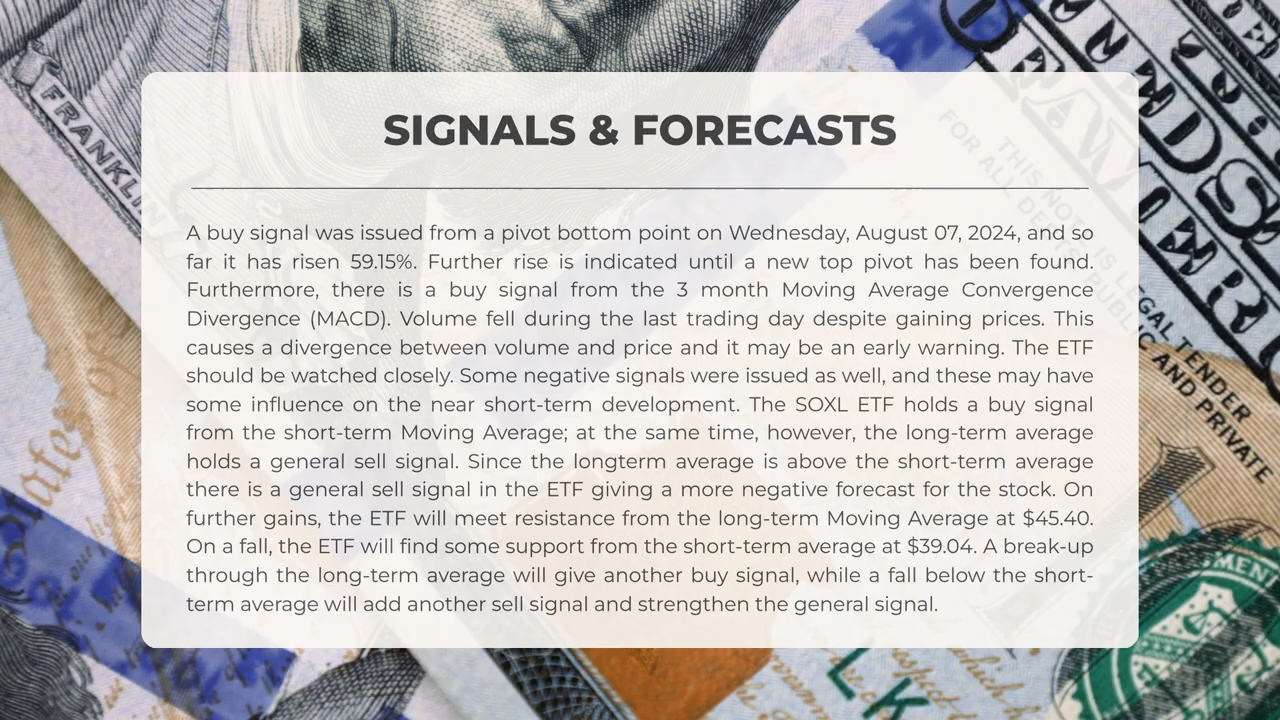 FRANKLIN
SIGNALS & FORECASTS
THIS NOTE IS LEGAL TENDER
FOR ALL DEBTS PUBLIC AND PRIVATE
A buy signal was issued from a pivot bottom point on Wednesday, August 07, 2024, and so
far it has risen 59.15%. Further rise is indicated until a new top pivot has been found.
Furthermore, there is a buy signal from the 3 month Moving Average Convergence
Divergence (MACD). Volume fell during the last trading day despite gaining prices. This
causes a divergence between volume and price and it may be an early warning. The ETF
should be watched closely. Some negative signals were issued as well, and these may have
some influence on the near short-term development. The SOXL ETF holds a buy signal
from the short-term Moving Average; at the same time, however, the long-term average
holds a general sell signal. Since the longterm average is above the short-term average
there is a general sell signal in the ETF giving a more negative forecast for the stock. On
further gains, the ETF will meet resistance from the long-term Moving Average at $45.40.
On a fall, the ETF will find some support from the short-term average at $39.04. A break-up
through the long-term average will give another buy signal, while a fall below the short-
term average will add another sell signal and strengthen the general signal.